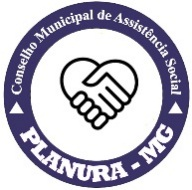 Conselho Municipal de Assistência Social
PLANURA - MG